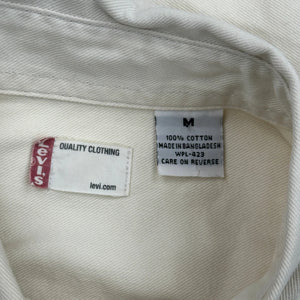 Levi's
QUALITY CLOTHING
levi.com
M
100% COTTON
MADE IN BANGLADESH
WPL-423
CARE ON REVERSE